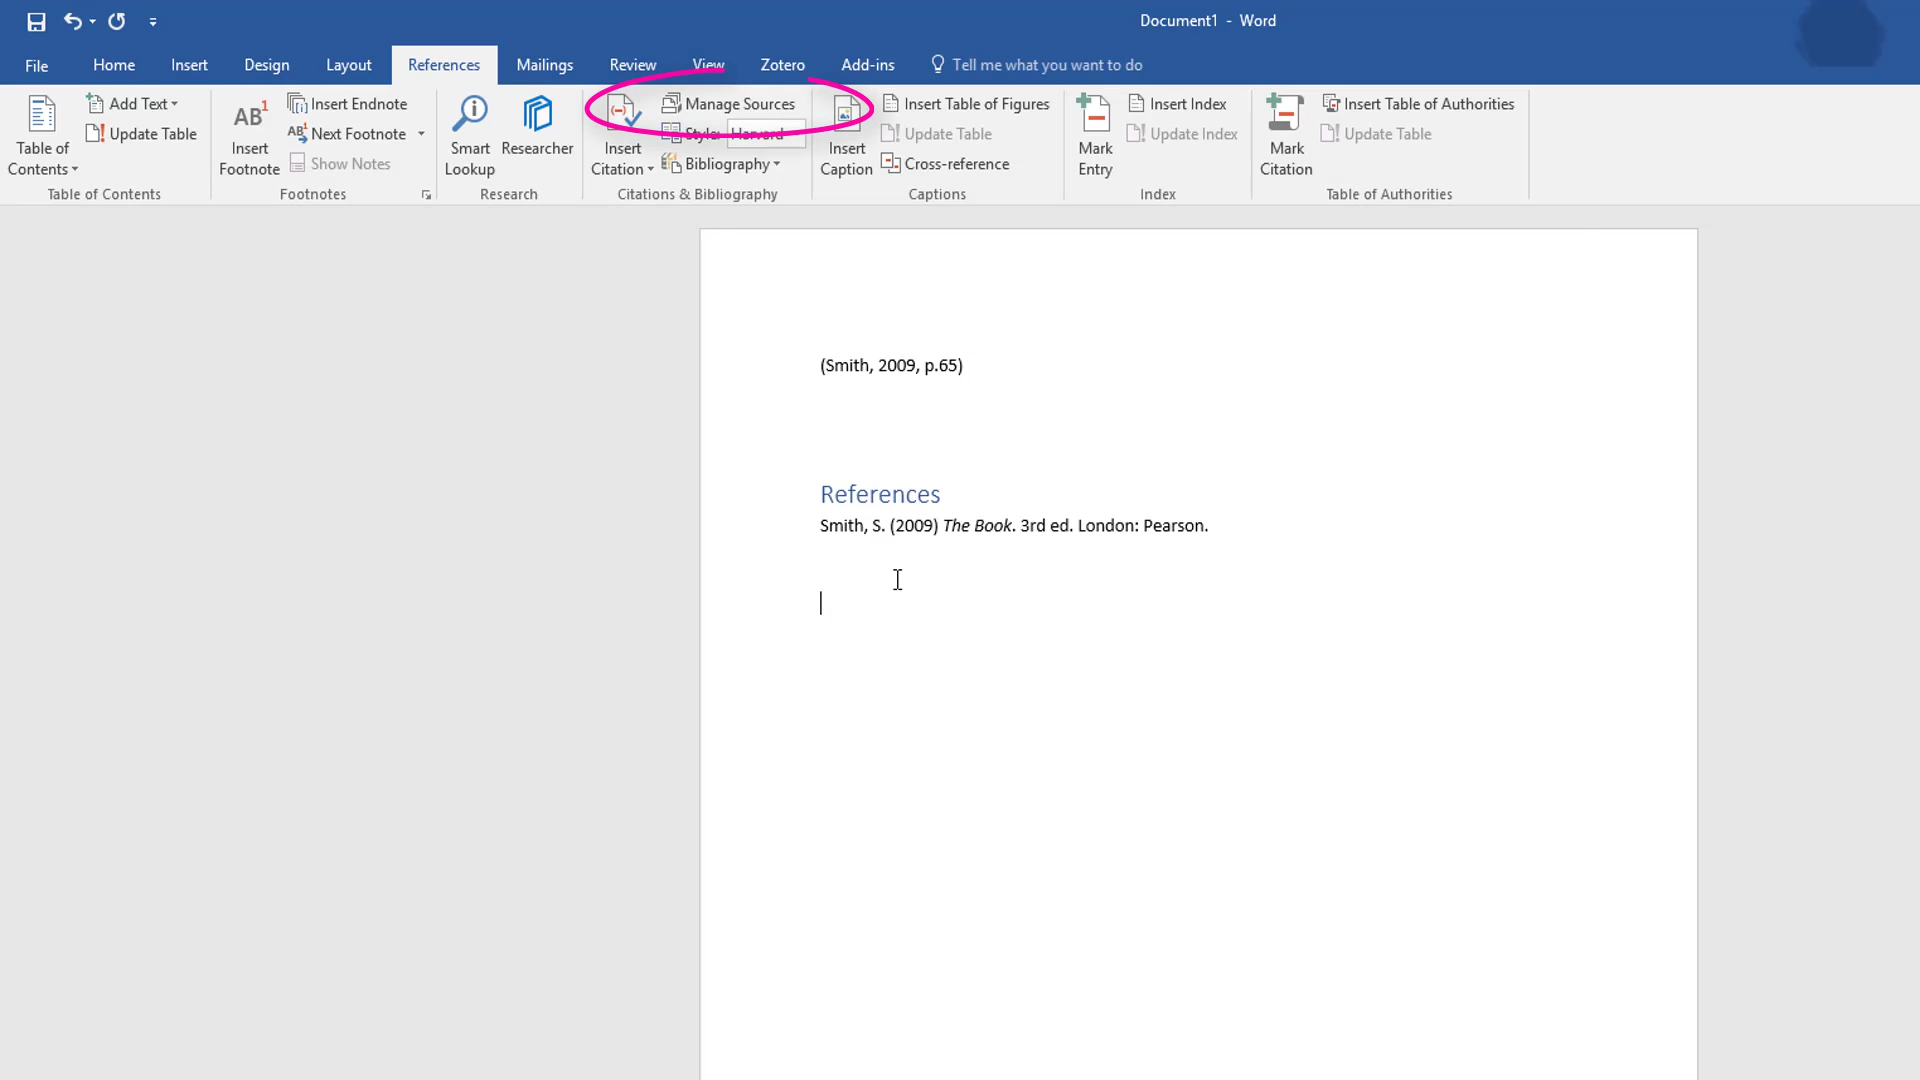 Document1 - Word
File Home Insert Design Layout References Mailings Review View Zotero Add-ins Tell me what you want to do
Table of Contents
Add Text
Update Table
Table of Contents
AB1
Insert Footnote
Insert Endnote
AB1 Next Footnote
Show Notes
Footnotes
Smart Lookup
Researcher
Research
Insert Citation
Manage Sources
Style: Harvard
Bibliography
Citations & Bibliography
Insert Caption
Insert Table of Figures
Update Table
Cross-reference
Captions
Mark Entry
Insert Index
Update Index
Index
Mark Citation
Insert Table of Authorities
Update Table
Table of Authorities
(Smith, 2009, p.65)
References
Smith, S. (2009) The Book. 3rd ed. London: Pearson.